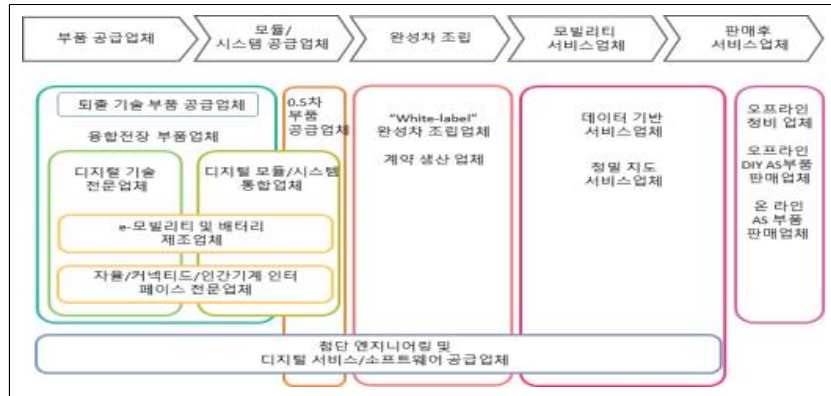 부품 공급업체
모듈/
시스템 공급업체
완성차 조립
모빌리티
서비스업체
판매후
서비스업체
퇴출 기술 부품 공급업체
융합전장 부품업체
디지털 기술
전문업체
디지털 모듈/시스템
통합업체
e-모빌리티 및 배터리
제조업체
자율/커넥티드/인간기계 인터
페이스 전문업체
0.5차
부품
공급업체
"White-label"
완성차 조립업체
계약 생산 업체
데이터 기반
서비스업체
정밀 지도
서비스업체
오프라인
정비 업체
오프라인
DIY AS부품
판매업체
온 라인
AS 부품
판매업체
첨단 엔지니어링 및
디지털 서비스/소프트웨어 공급업체